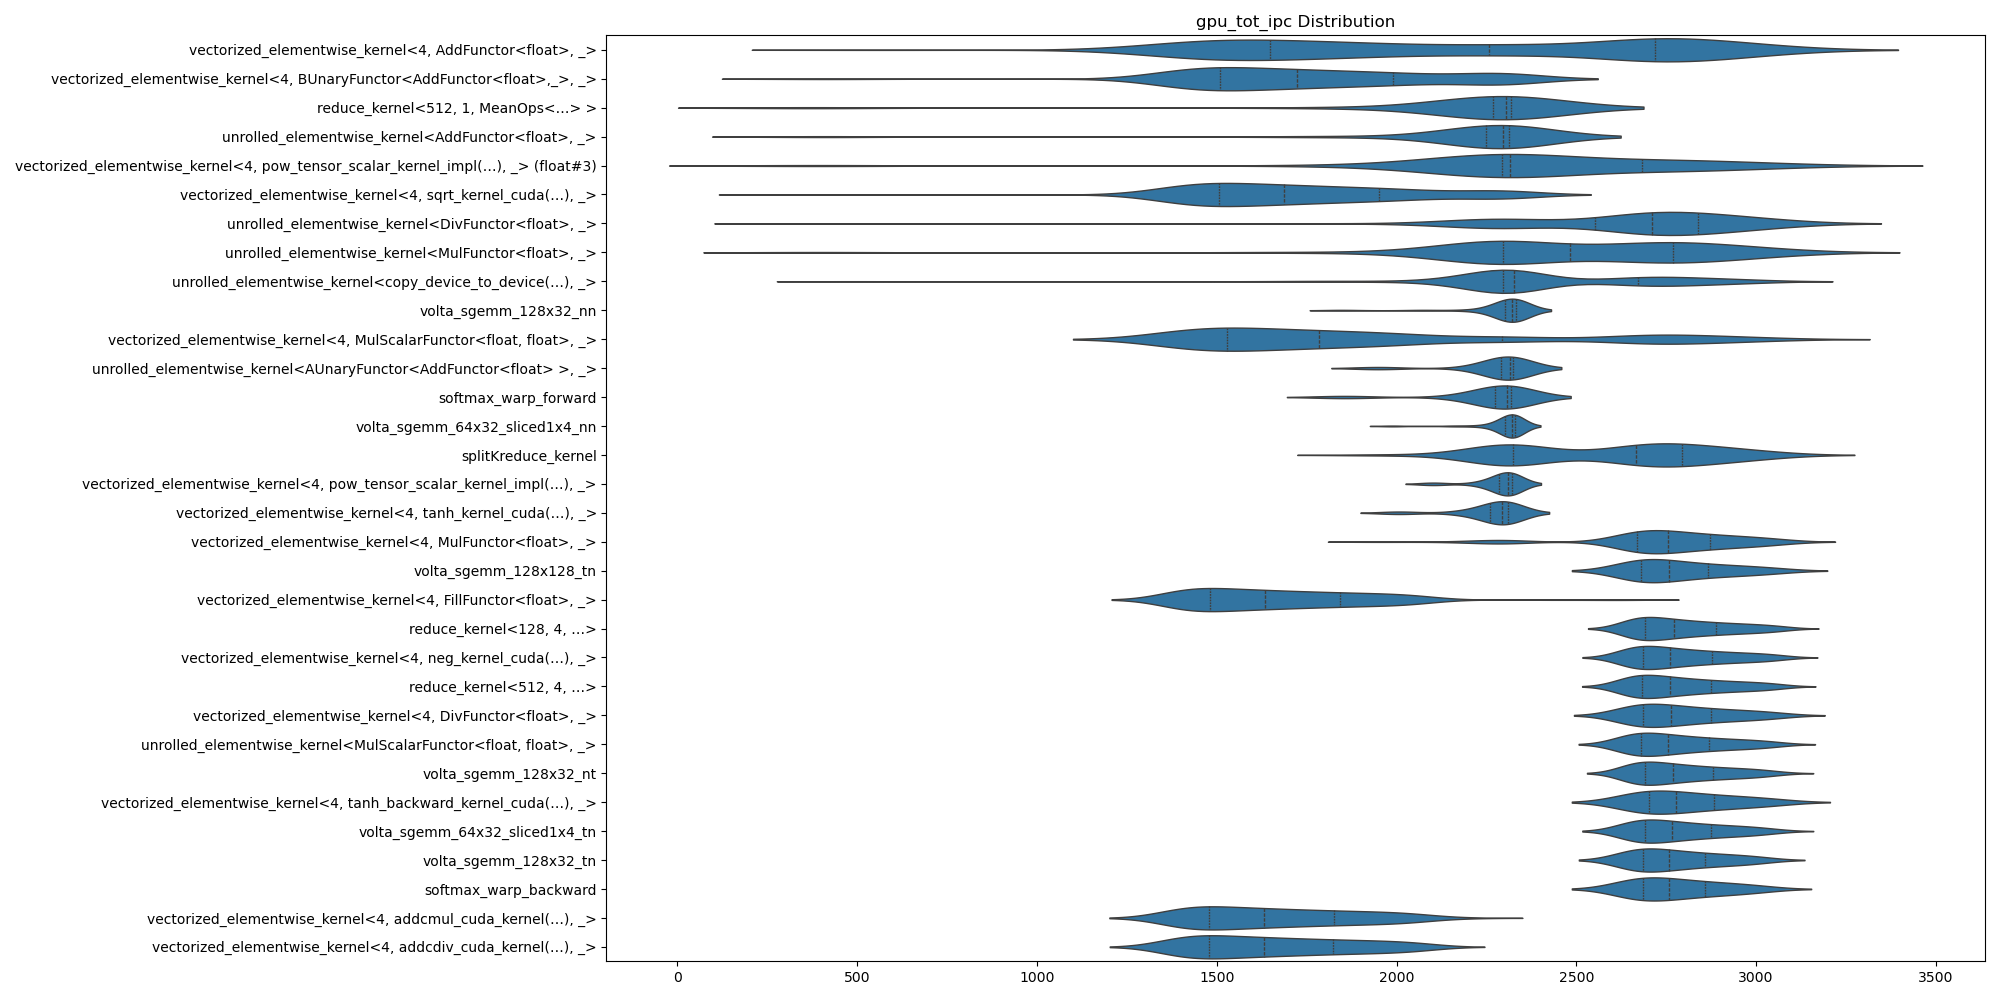 gpu_tot_ipc Distribution
vectorized_elementwise_kernel<4, AddFunctor<float>, _>
vectorized_elementwise_kernel<4, BUnaryFunctor<AddFunctor<float>,_>, _>
reduce_kernel<512, 1, MeanOps<...> >
unrolled_elementwise_kernel<AddFunctor<float>, _>
vectorized_elementwise_kernel<4, pow_tensor_scalar_kernel_impl(...), _> (float#3)
vectorized_elementwise_kernel<4, sqrt_kernel_cuda(...), _>
unrolled_elementwise_kernel<DivFunctor<float>, _>
unrolled_elementwise_kernel<MulFunctor<float>, _>
unrolled_elementwise_kernel<copy_device_to_device(...), _>
volta_sgemm_128x32_nn
vectorized_elementwise_kernel<4, MulScalarFunctor<float, float>, _>
unrolled_elementwise_kernel<AUnaryFunctor<AddFunctor<float> >, _>
softmax_warp_forward
volta_sgemm_64x32_sliced1x4_nn
splitKreduce_kernel
vectorized_elementwise_kernel<4, pow_tensor_scalar_kernel_impl(...), _>
vectorized_elementwise_kernel<4, tanh_kernel_cuda(...), _>
vectorized_elementwise_kernel<4, MulFunctor<float>, _>
volta_sgemm_128x128_tn
vectorized_elementwise_kernel<4, FillFunctor<float>, _>
reduce_kernel<128, 4, ...>
vectorized_elementwise_kernel<4, neg_kernel_cuda(...), _>
reduce_kernel<512, 4, ...>
vectorized_elementwise_kernel<4, DivFunctor<float>, _>
unrolled_elementwise_kernel<MulScalarFunctor<float, float>, _>
volta_sgemm_128x32_nt
vectorized_elementwise_kernel<4, tanh_backward_kernel_cuda(...), _>
volta_sgemm_64x32_sliced1x4_tn
volta_sgemm_128x32_tn
softmax_warp_backward
vectorized_elementwise_kernel<4, addcmul_cuda_kernel(...), _>
vectorized_elementwise_kernel<4, addcdiv_cuda_kernel(...), _>
0 500 1000 1500 2000 2500 3000 3500